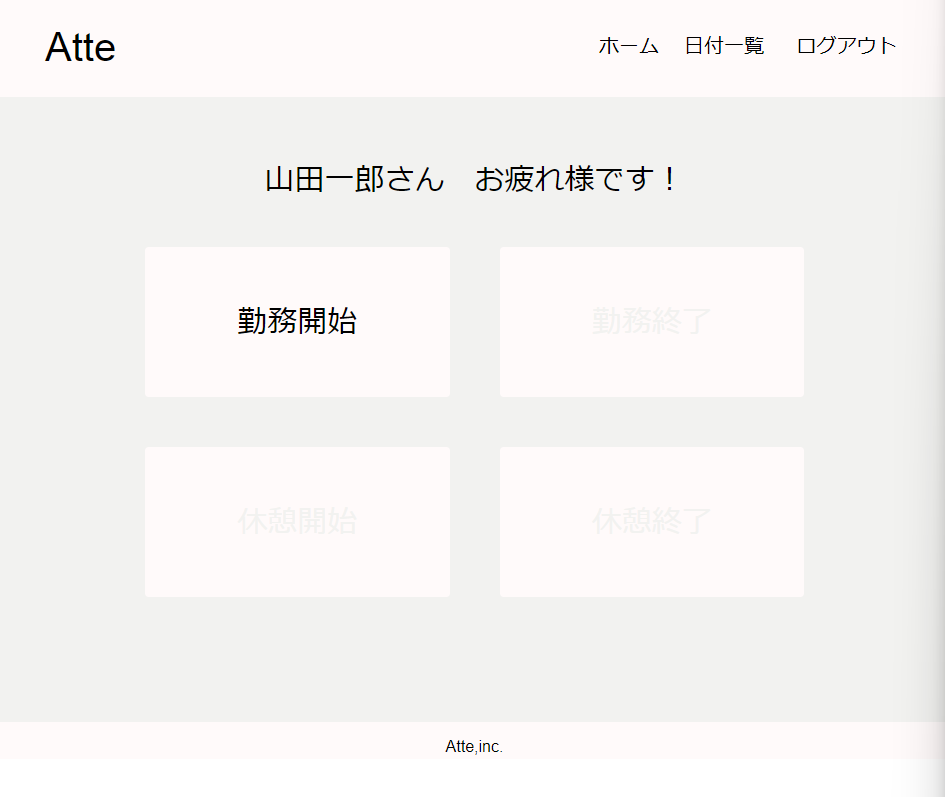 Atte
ホーム 日付一覧 ログアウト
山田一郎さん　お疲れ様です！
勤務開始 勤務終了
休憩開始 休憩終了
Atte,inc.